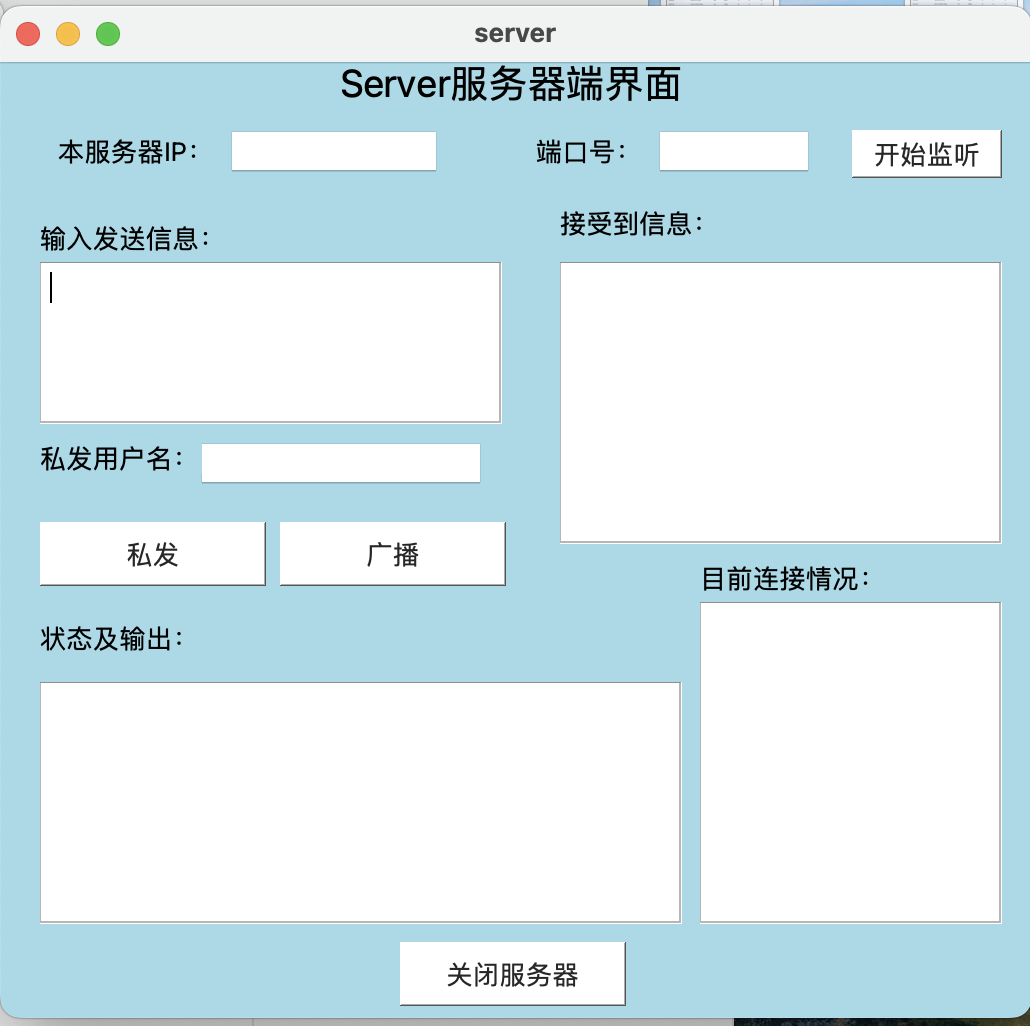 server
Server服务器端界面
本服务器IP：
端口号：
开始监听
输入发送信息：
接受到信息：
私发用户名：
私发
广播
目前连接情况：
状态及输出：
关闭服务器